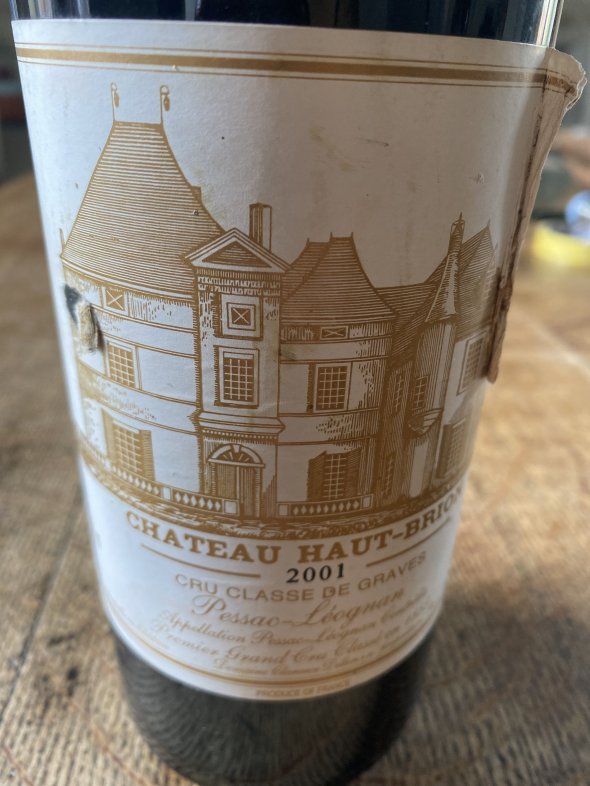 CHATEAU HAUT-BRION
2001
CRU CLASSE DE GRAVES
Pessac-Léognan
Appellation Pessac-Léognan Contrôlée
Premier Grand Cru Classé en
PRODUCE OF FRANCE